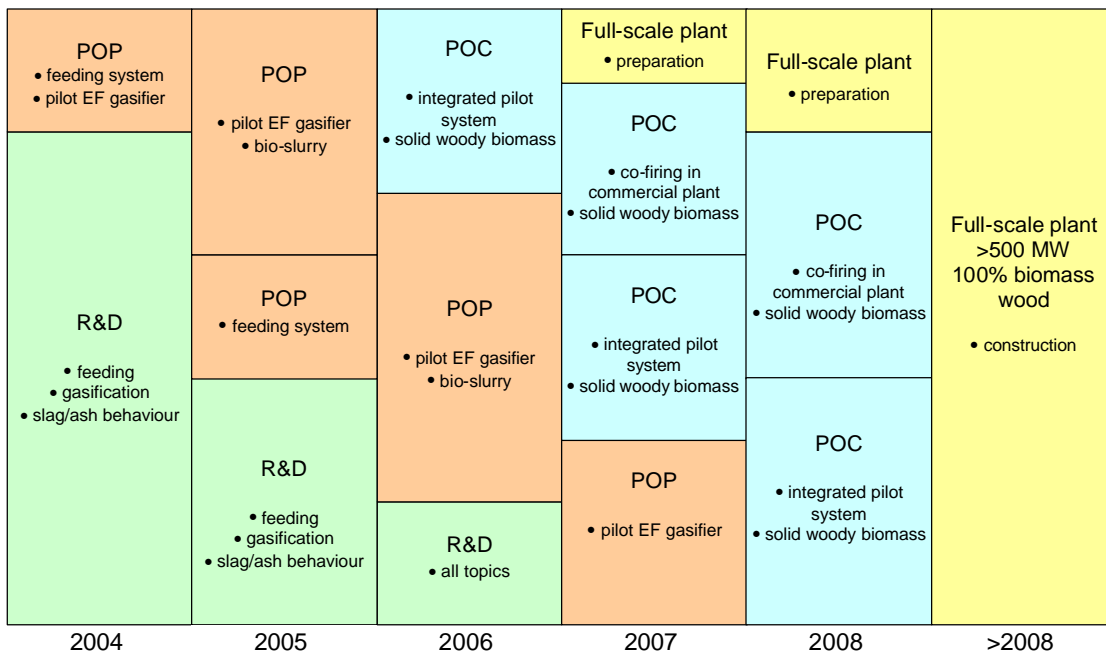 POP
• feeding system
• pilot EF gasifier
R&D
• feeding
• gasification
• slag/ash behaviour
2004
POP
• pilot EF gasifier
• bio-slurry
POP
• feeding system
R&D
• feeding
• gasification
• slag/ash behaviour
2005
POC
• integrated pilot
system
• solid woody biomass
POP
• pilot EF gasifier
• bio-slurry
R&D
• all topics
2006
Full-scale plant
• preparation
POC
• co-firing in
commercial plant
• solid woody biomass
POC
• integrated pilot
system
• solid woody biomass
POP
• pilot EF gasifier
2007
Full-scale plant
• preparation
POC
• co-firing in
commercial plant
• solid woody biomass
POC
• integrated pilot
system
• solid woody biomass
2008
Full-scale plant
>500 MW
100% biomass
wood
• construction
>2008